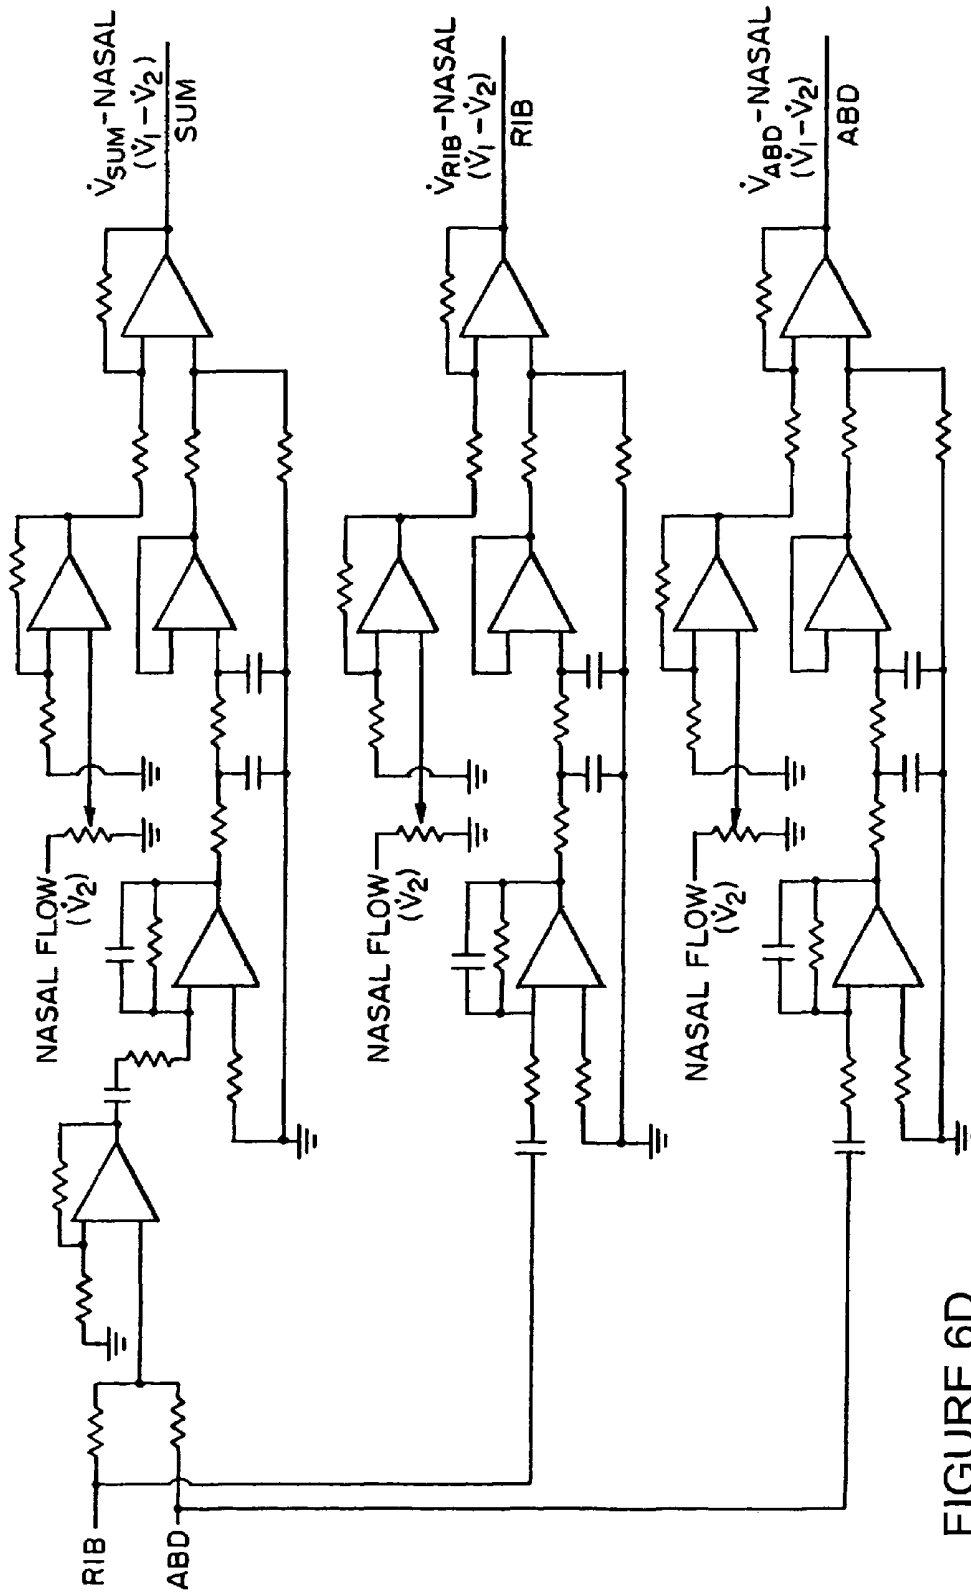 RIB
ABD
NASAL FLOW
(V̇₂)
V̇SUM-NASAL
(V̇₁-V̇₂)
SUM
NASAL FLOW
(V̇₂)
V̇RIB-NASAL
(V̇₁-V̇₂)
RIB
NASAL FLOW
(V̇₂)
V̇ABD-NASAL
(V̇₁-V̇₂)
ABD
FIGURE 6D